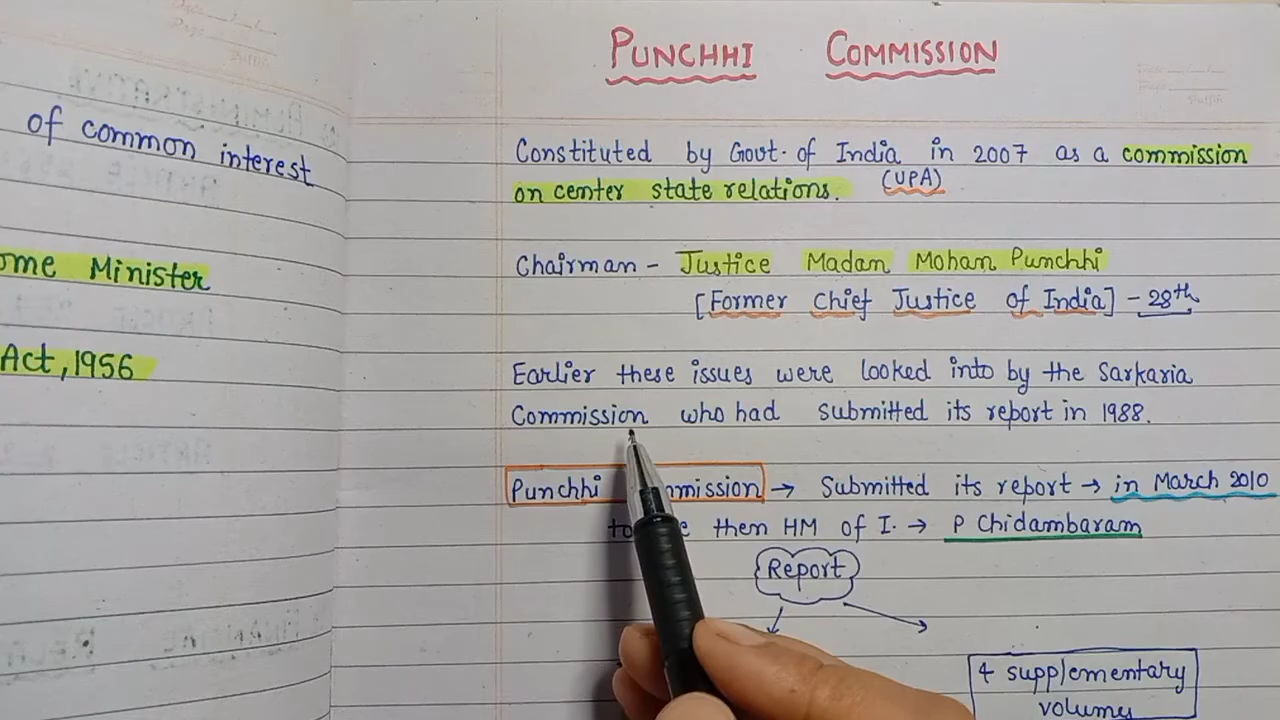 of common interest
ome Minister
Act, 1956
PUNCHHI COMMISSION
Constituted by Govt. of India in 2007 as a commission
on center state relations. (UPA)
Chairman - Justice Madan Mohan Punchhi
[Former Chief Justice of India] - 28th
Earlier these issues were looked into by the Sarkaria
Commission who had submitted its report in 1988.
Punchhi mmission → Submitted its report → in March 2010
then HM of I. → P Chidambaram
Report
4 supplementary
volumes